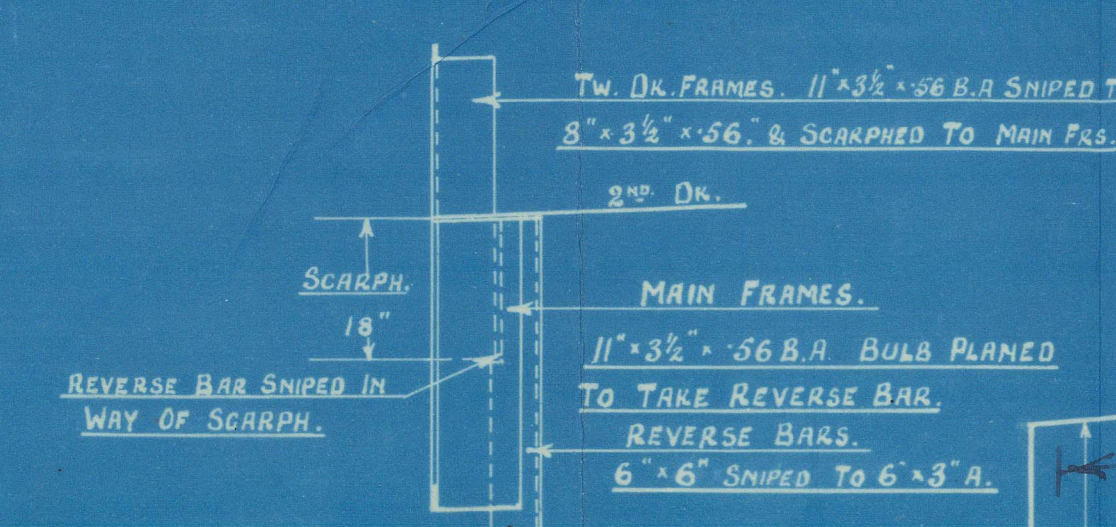 TW. DK. FRAMES. 11" x 3½" x .56 B.A SNIPED
8" x 3½" x .56." & SCARPHED TO MAIN FRS.
2ND. DK.
SCARPH.
18"
MAIN FRAMES.
11" x 3½" x .56 B.A. BULB PLANED
TO TAKE REVERSE BAR.
REVERSE BAR SNIPED IN
WAY OF SCARPH.
REVERSE BARS.
6" x 6" SNIPED TO 6" x 3" A.